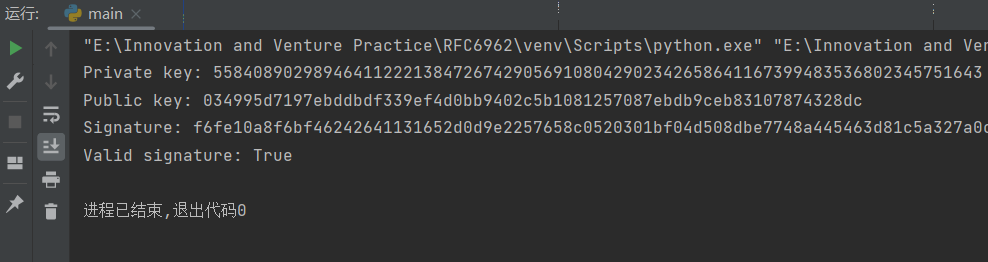 运行: main
"E:\Innovation and Venture Practice\RFC6962\venv\Scripts\python.exe" "E:\Innovation and Ven
Private key: 55840890298946411222138472674290569108042902342658641167399483536802345751643
Public key: 034995d7197ebddbdf339ef4d0bb9402c5b1081257087ebdb9ceb83107874328dc
Signature: f6fe10a8f6bf46242641131652d0d9e2257658c0520301bf04d508dbe7748a445463d81c5a327a0c
Valid signature: True
进程已结束,退出代码0